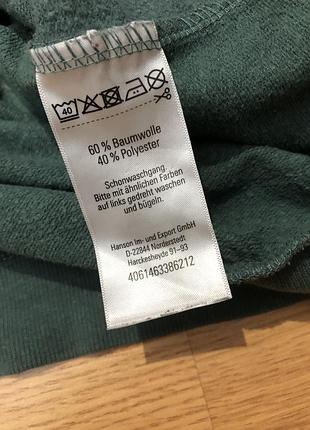 40
60 % Baumwolle
40 % Polyester
Schonwaschgang.
Bitte mit ähnlichen Farben
auf links gedreht waschen
und bügeln.
Hanson Im- und Export GmbH
D-22844 Norderstedt
Harckesheyde 91–93
4061463386212